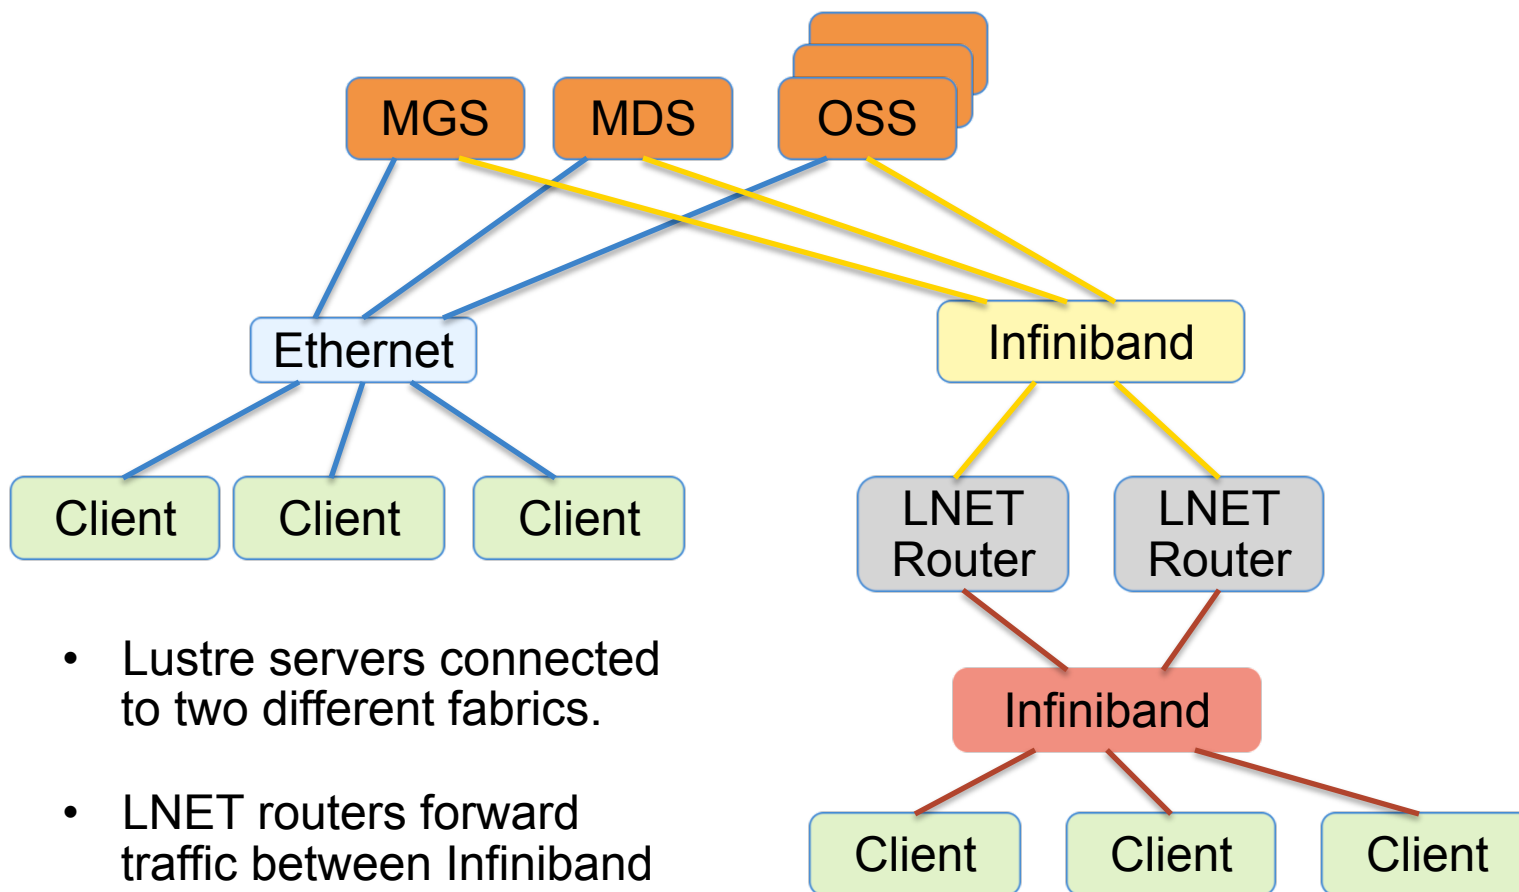 MGS
MDS
OSS
Ethernet
Infiniband
Client
Client
Client
LNET
Router
LNET
Router
• Lustre servers connected
to two different fabrics.
Infiniband
• LNET routers forward
traffic between Infiniband
Client
Client
Client